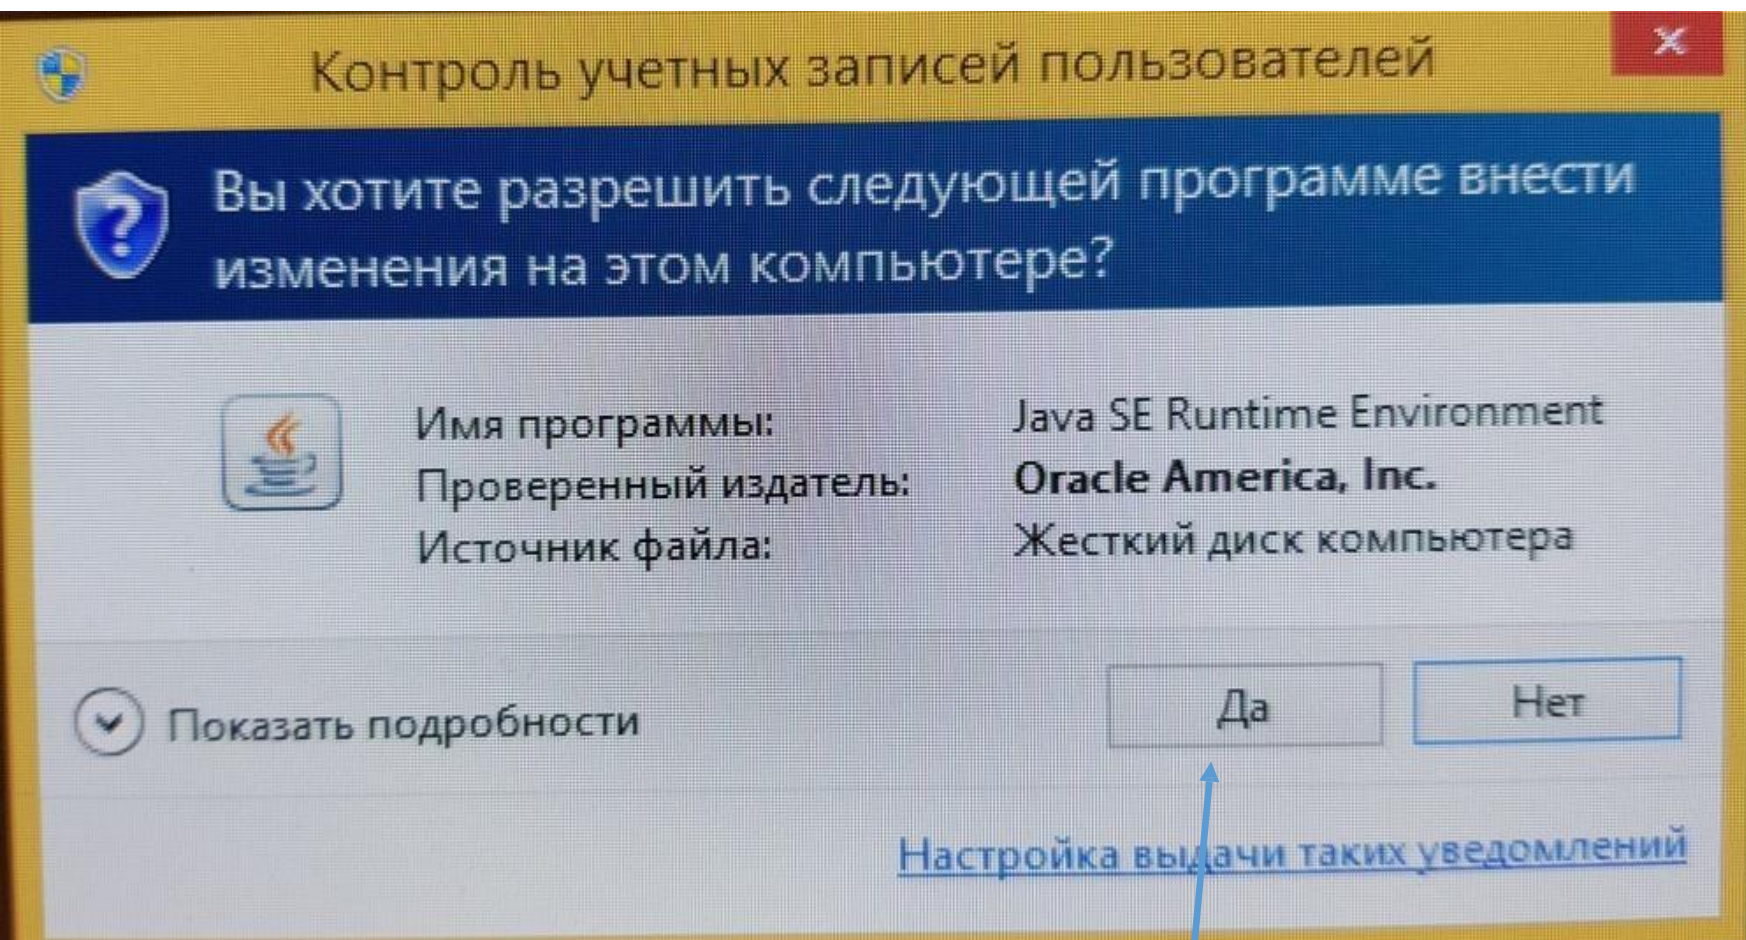 Контроль учетных записей пользователей
Вы хотите разрешить следующей программе внести
изменения на этом компьютере?
Имя программы: Java SE Runtime Environment
Проверенный издатель: Oracle America, Inc.
Источник файла: Жесткий диск компьютера
Показать подробности
Да
Нет
Настройка выдачи таких уведомлений